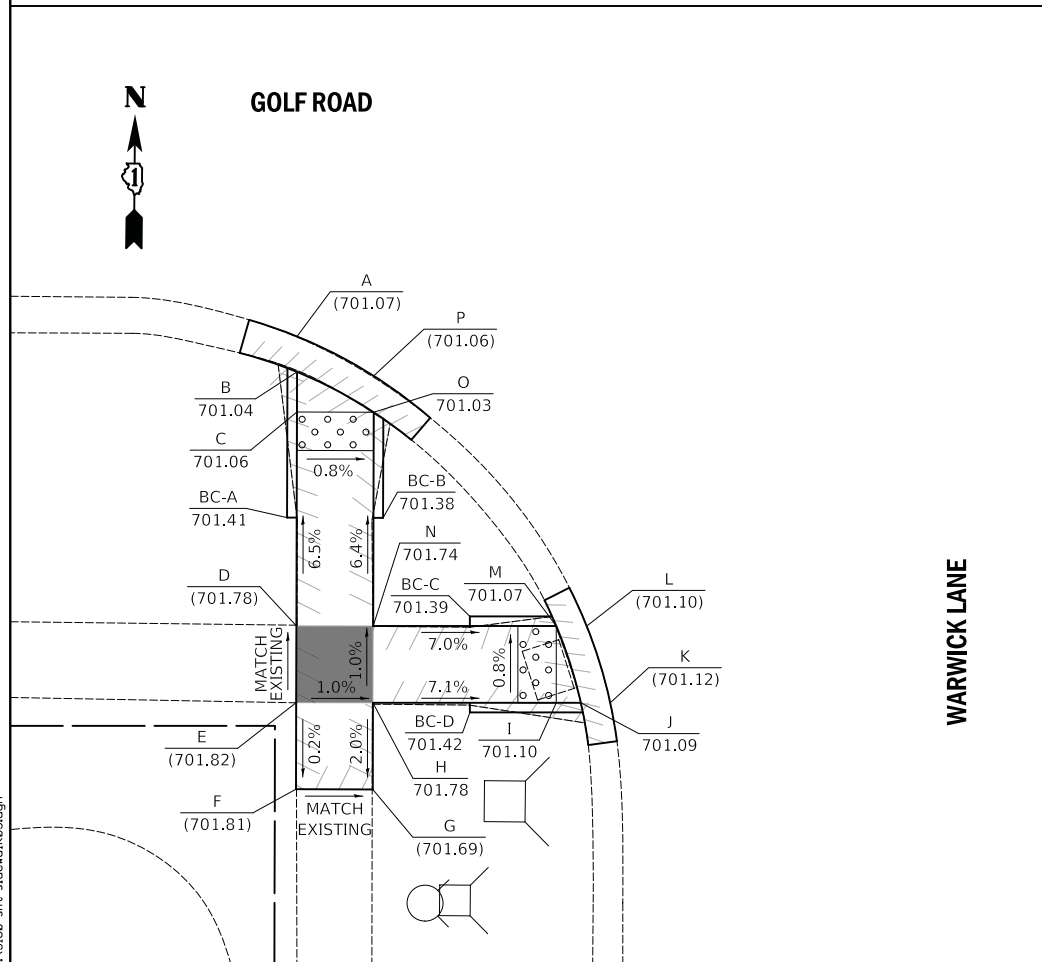 N
GOLF ROAD
1
A
(701.07)
P
(701.06)
B
701.04
O
701.03
C
701.06
0.8%
BC-A
701.41
BC-B
701.38
6.5%
6.4%
N
701.74
D
(701.78)
BC-C
701.39
M
701.07
L
(701.10)
WARWICK LANE
MATCH
EXISTING
1.0%
7.0%
0.8%
1.0%
7.1%
K
(701.12)
E
(701.82)
0.2%
2.0%
BC-D
701.42
I
701.10
J
701.09
H
701.78
F
(701.81)
MATCH
EXISTING
G
(701.69)